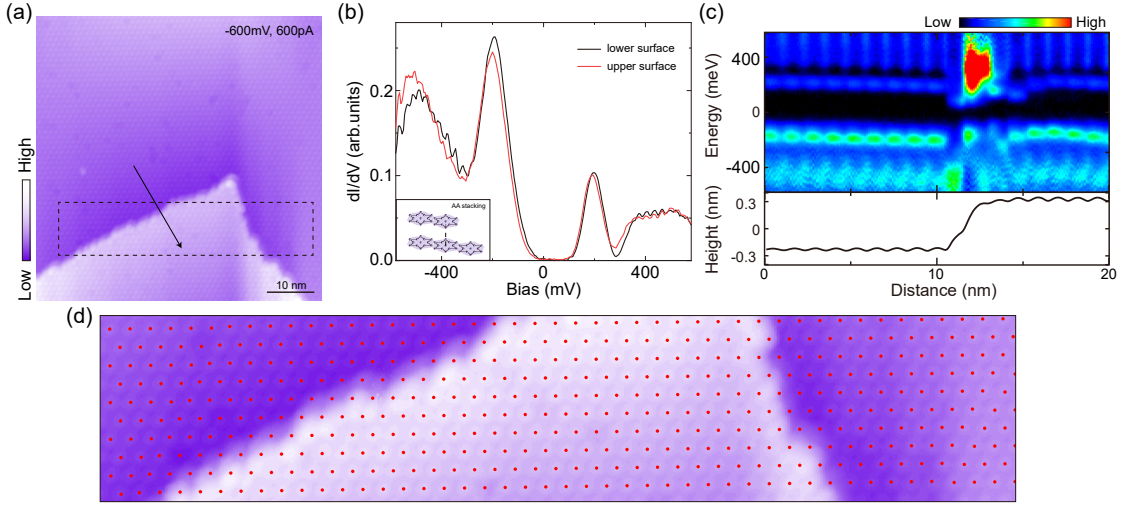 (a)
-600mV, 600pA
High
Low
10 nm
(b)
dI/dV (arb.units)
0.2
0.1
0.0
lower surface
upper surface
AA stacking
-400
0
400
Bias (mV)
(c)
Low
High
Energy (meV)
400
0
-400
Height (nm)
0.3
0
-0.3
0
10
20
Distance (nm)
(d)